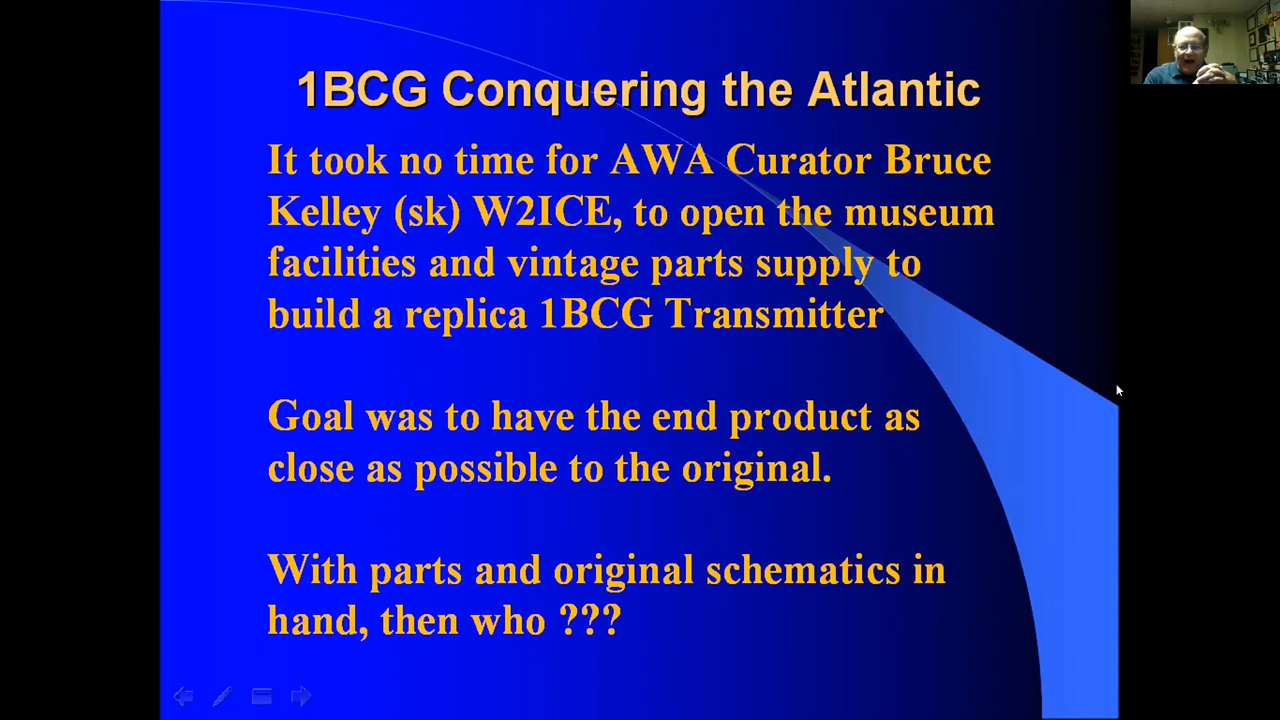 1BCG Conquering the Atlantic
It took no time for AWA Curator Bruce
Kelley (sk) W2ICE, to open the museum
facilities and vintage parts supply to
build a replica 1BCG Transmitter
Goal was to have the end product as
close as possible to the original.
With parts and original schematics in
hand, then who ???